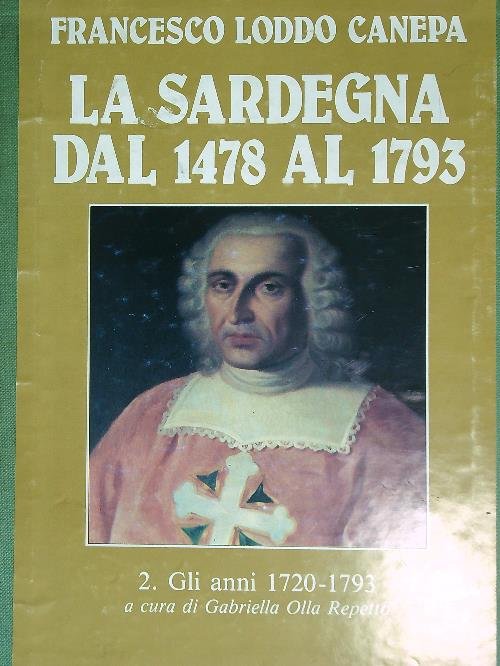 FRANCESCO LODDO CANEPA
LA SARDEGNA
DAL 1478 AL 1793
2. Gli anni 1720-1793
a cura di Gabriella Olla Repetto